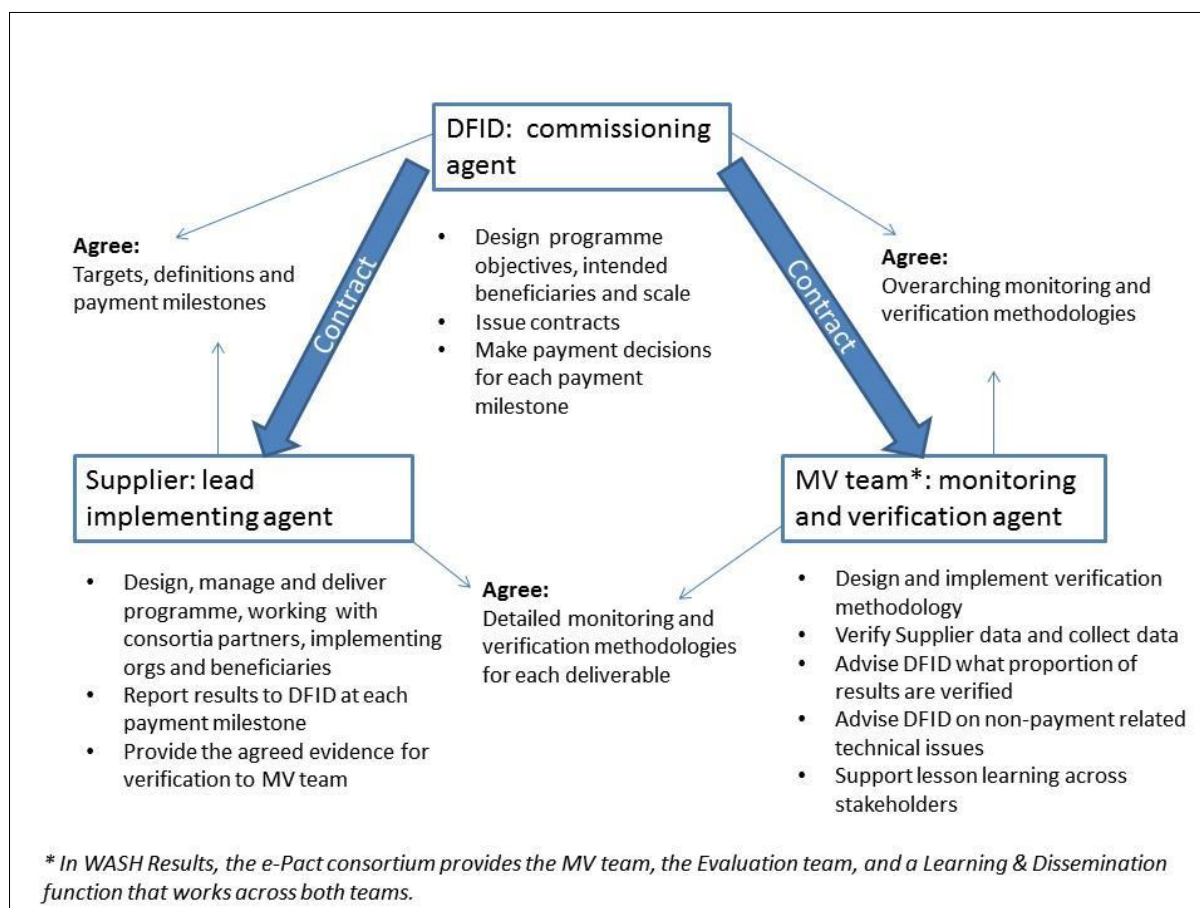 DFID: commissioning
agent
Agree:
Targets, definitions and
payment milestones
Contract
• Design programme
objectives, intended
beneficiaries and scale
• Issue contracts
• Make payment decisions
for each payment
milestone
Contract
Agree:
Overarching monitoring and
verification methodologies
Supplier: lead
implementing agent
• Design, manage and deliver
programme, working with
consortia partners, implementing
orgs and beneficiaries
• Report results to DFID at each
payment milestone
• Provide the agreed evidence for
verification to MV team
Agree:
Detailed monitoring and
verification methodologies
for each deliverable
MV team*: monitoring
and verification agent
• Design and implement verification
methodology
• Verify Supplier data and collect data
• Advise DFID what proportion of
results are verified
• Advise DFID on non-payment related
technical issues
• Support lesson learning across
stakeholders
* In WASH Results, the e-Pact consortium provides the MV team, the Evaluation team, and a Learning & Dissemination
function that works across both teams.